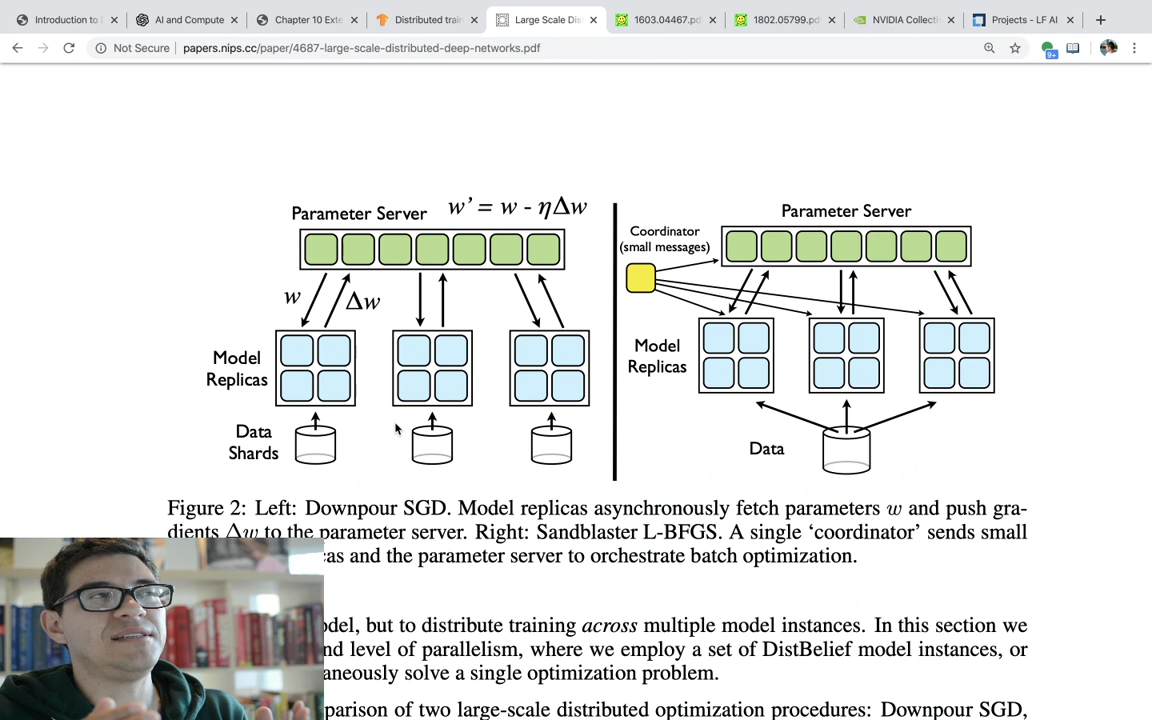 Introduction to
AI and Compute
Chapter 10 Exte
Distributed train
Large Scale Dis
1603.04467.pdf
1802.05799.pdf
NVIDIA Collecti
Projects - LF AI
Not Secure
papers.nips.cc/paper/4687-large-scale-distributed-deep-networks.pdf
9+
Parameter Server
w' = w - ηΔw
w
Δw
Model
Replicas
Data
Shards
Parameter Server
Coordinator
(small messages)
Model
Replicas
Data
Figure 2: Left: Downpour SGD. Model replicas asynchronously fetch parameters w and push gra-
dients Δw to the parameter server. Right: Sandblaster L-BFGS. A single ‘coordinator’ sends small
cas and the parameter server to orchestrate batch optimization.
odel, but to distribute training across multiple model instances. In this section we
nd level of parallelism, where we employ a set of DistBelief model instances, or
aneously solve a single optimization problem.
parison of two large-scale distributed optimization procedures: Downpour SGD,